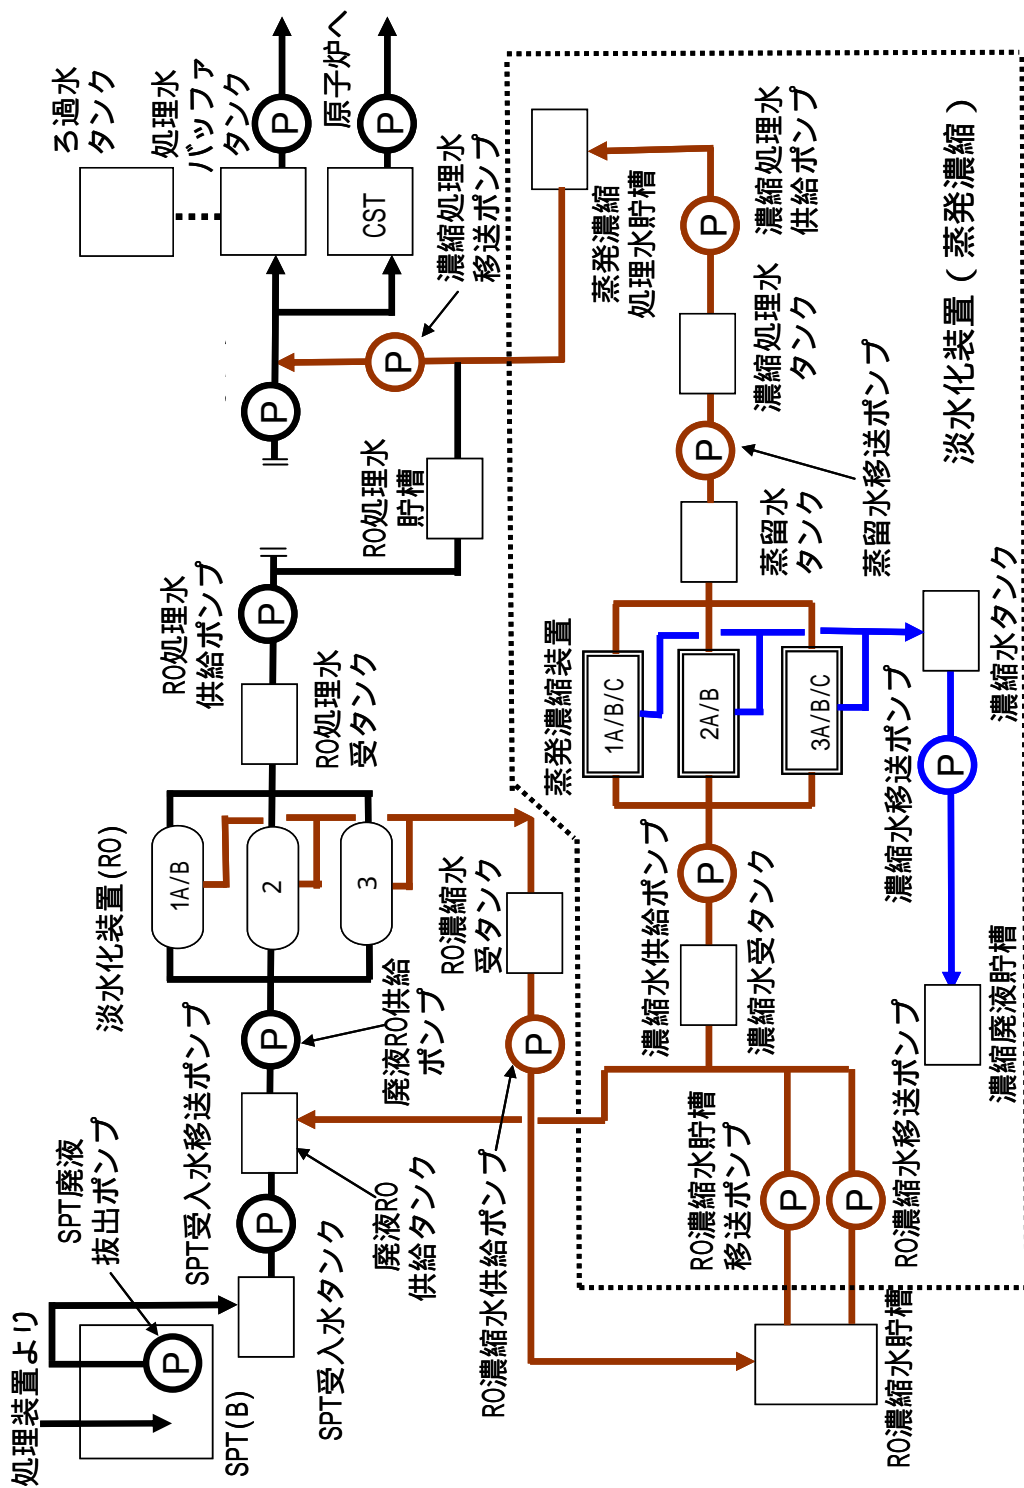 処理装置より
SPT(B)
SPT廃液
抜出ポンプ
P
SPT受入水タンク
SPT受入水移送ポンプ
P
廃液RO
供給タンク
廃液RO供給
ポンプ
P
淡水化装置(RO)
1A/B
2
3
RO処理水
受タンク
RO処理水
供給ポンプ
P
RO処理水
貯槽
P
ろ過水
タンク
処理水
バッファ
タンク
P
原子炉へ
P
CST
濃縮処理水
移送ポンプ
P
RO濃縮水
受タンク
RO濃縮水供給ポンプ
P
RO濃縮水貯槽
RO濃縮水貯槽
移送ポンプ
P
RO濃縮水移送ポンプ
P
濃縮水受タンク
濃縮水供給ポンプ
P
蒸発濃縮装置
1A/B/C
2A/B
3A/B/C
蒸留水
タンク
蒸留水移送ポンプ
P
濃縮処理水
タンク
濃縮処理水
供給ポンプ
P
蒸発濃縮
処理水貯槽
淡水化装置(蒸発濃縮)
濃縮水タンク
濃縮水移送ポンプ
P
濃縮廃液貯槽